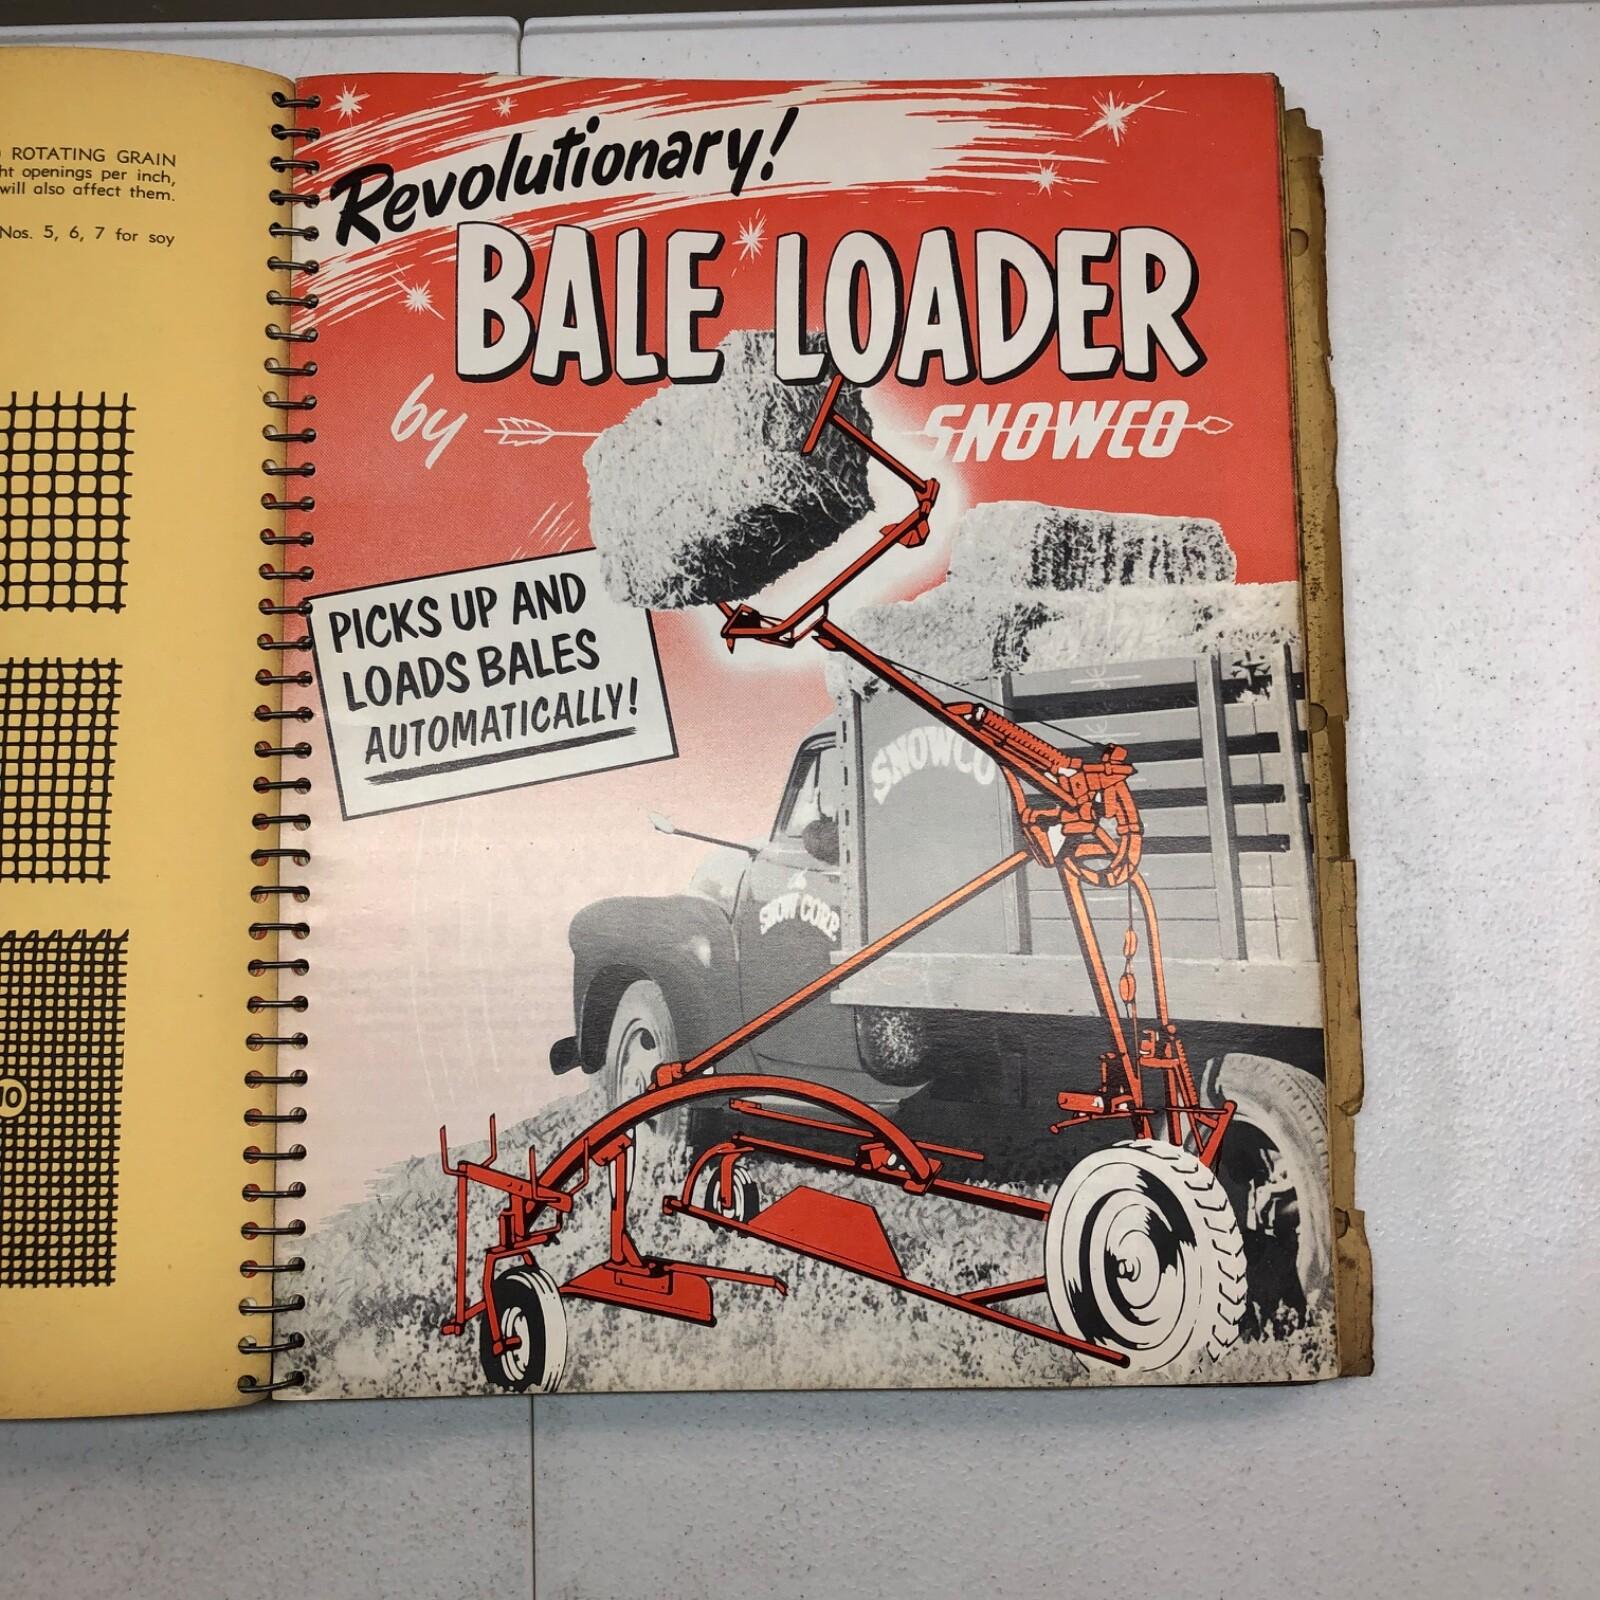 ROTATING GRAIN
openings per inch,
will also affect them.
Nos. 5, 6, 7 for soy
10
Revolutionary!
BALE LOADER
by SNOWCO
PICKS UP AND
LOADS BALES
AUTOMATICALLY!
SNOWCO
SNOW CORP.